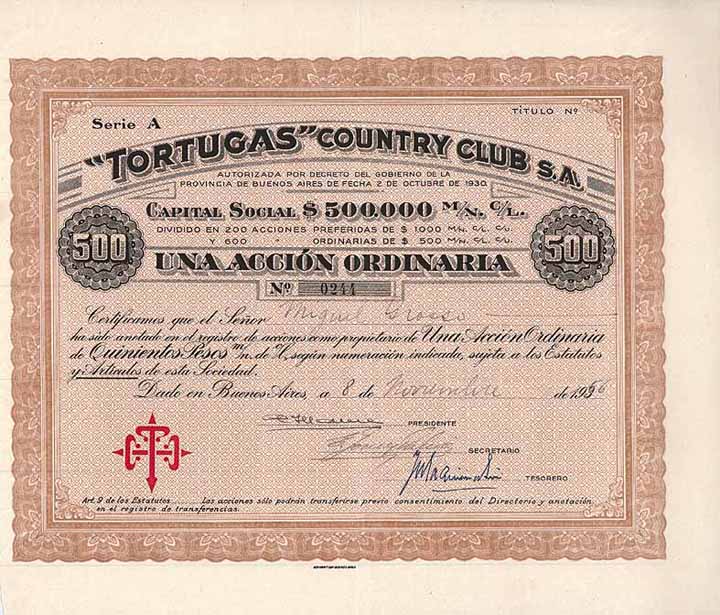 TÍTULO Nº
Serie A
"TORTUGAS" COUNTRY CLUB S.A.
AUTORIZADA POR DECRETO DEL GOBIERNO DE LA
PROVINCIA DE BUENOS AIRES DE FECHA 2 DE OCTUBRE DE 1930.
CAPITAL SOCIAL $ 500.000 M/N. C/L.
DIVIDIDO EN 200 ACCIONES PREFERIDAS DE $ 1.000 M/N. C/L. C/U.
Y 600 " ORDINARIAS DE $ 500 M/N. C/L. C/U.
500
500
UNA ACCIÓN ORDINARIA
Nº 0244
Certificamos que el Señor Miguel Grosso
ha sido anotado en el registro de acciones como propietario de Una Acción Ordinaria
de Quinientos Pesos m/n. de c/l, según numeración indicada, sujeta a los Estatutos
y Artículos de esta Sociedad.
Dado en Buenos Aires, a 8 de Noviembre de 1956
PRESIDENTE
SECRETARIO
TESORERO
Art. 9 de los Estatutos ..... Las acciones sólo podrán transferirse previo consentimiento del Directorio y anotación
en el registro de transferencias.